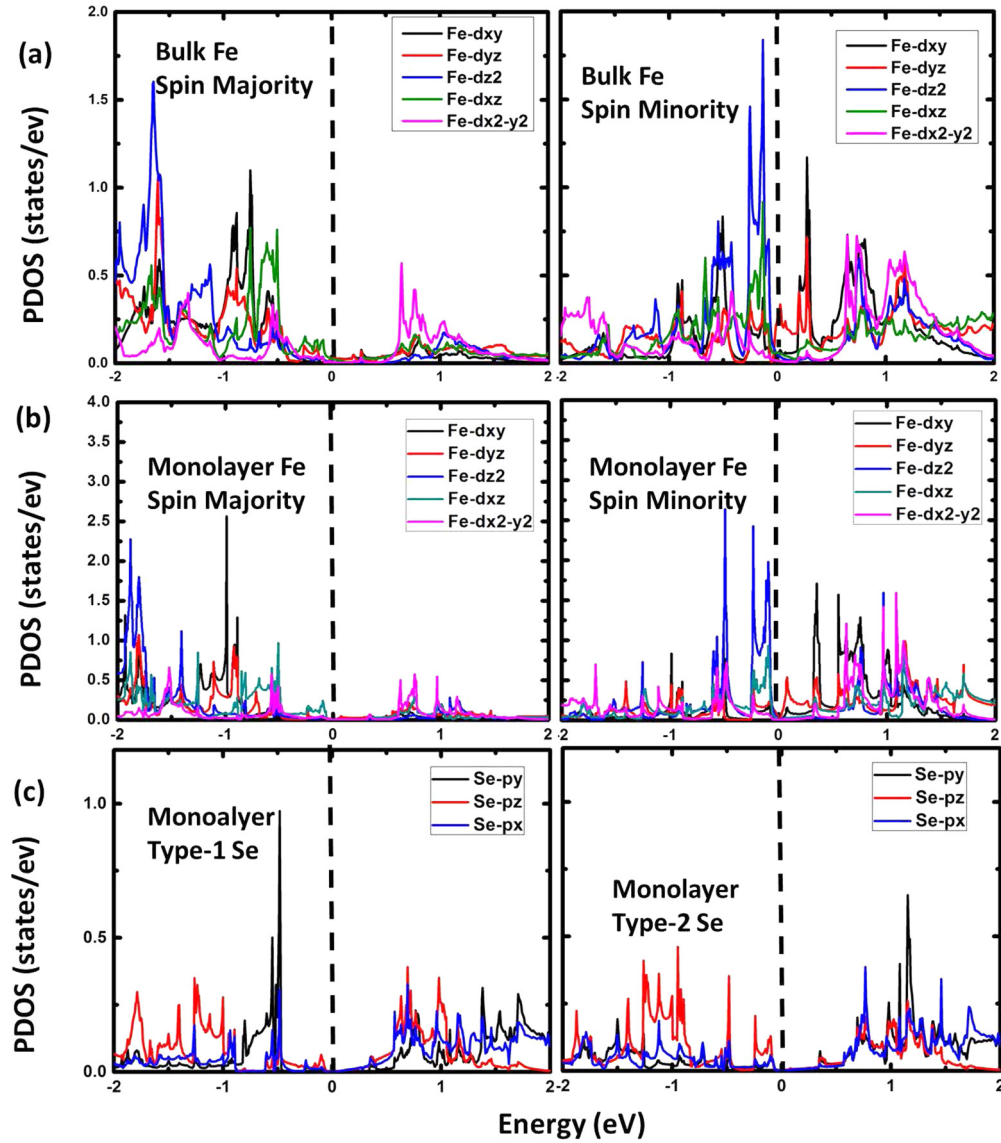 (a)
PDOS (states/ev)
2.0
1.5
1.0
0.5
0.0
Bulk Fe
Spin Majority
Fe-dxy
Fe-dyz
Fe-dz2
Fe-dxz
Fe-dx2-y2
-2
-1
0
1
2
Bulk Fe
Spin Minority
Fe-dxy
Fe-dyz
Fe-dz2
Fe-dxz
Fe-dx2-y2
-1
0
1
2
(b)
PDOS (states/ev)
4.0
3.5
3.0
2.5
2.0
1.5
1.0
0.5
0.0
Monolayer Fe
Spin Majority
Fe-dxy
Fe-dyz
Fe-dz2
Fe-dxz
Fe-dx2-y2
-2
-1
0
1
2
Monolayer Fe
Spin Minority
Fe-dxy
Fe-dyz
Fe-dz2
Fe-dxz
Fe-dx2-y2
-1
0
1
2
(c)
PDOS (states/ev)
1.0
0.5
0.0
Monoalyer
Type-1 Se
Se-py
Se-pz
Se-px
-2
-1
0
1
2
Monolayer
Type-2 Se
Se-py
Se-pz
Se-px
-2
-1
0
1
2
Energy (eV)